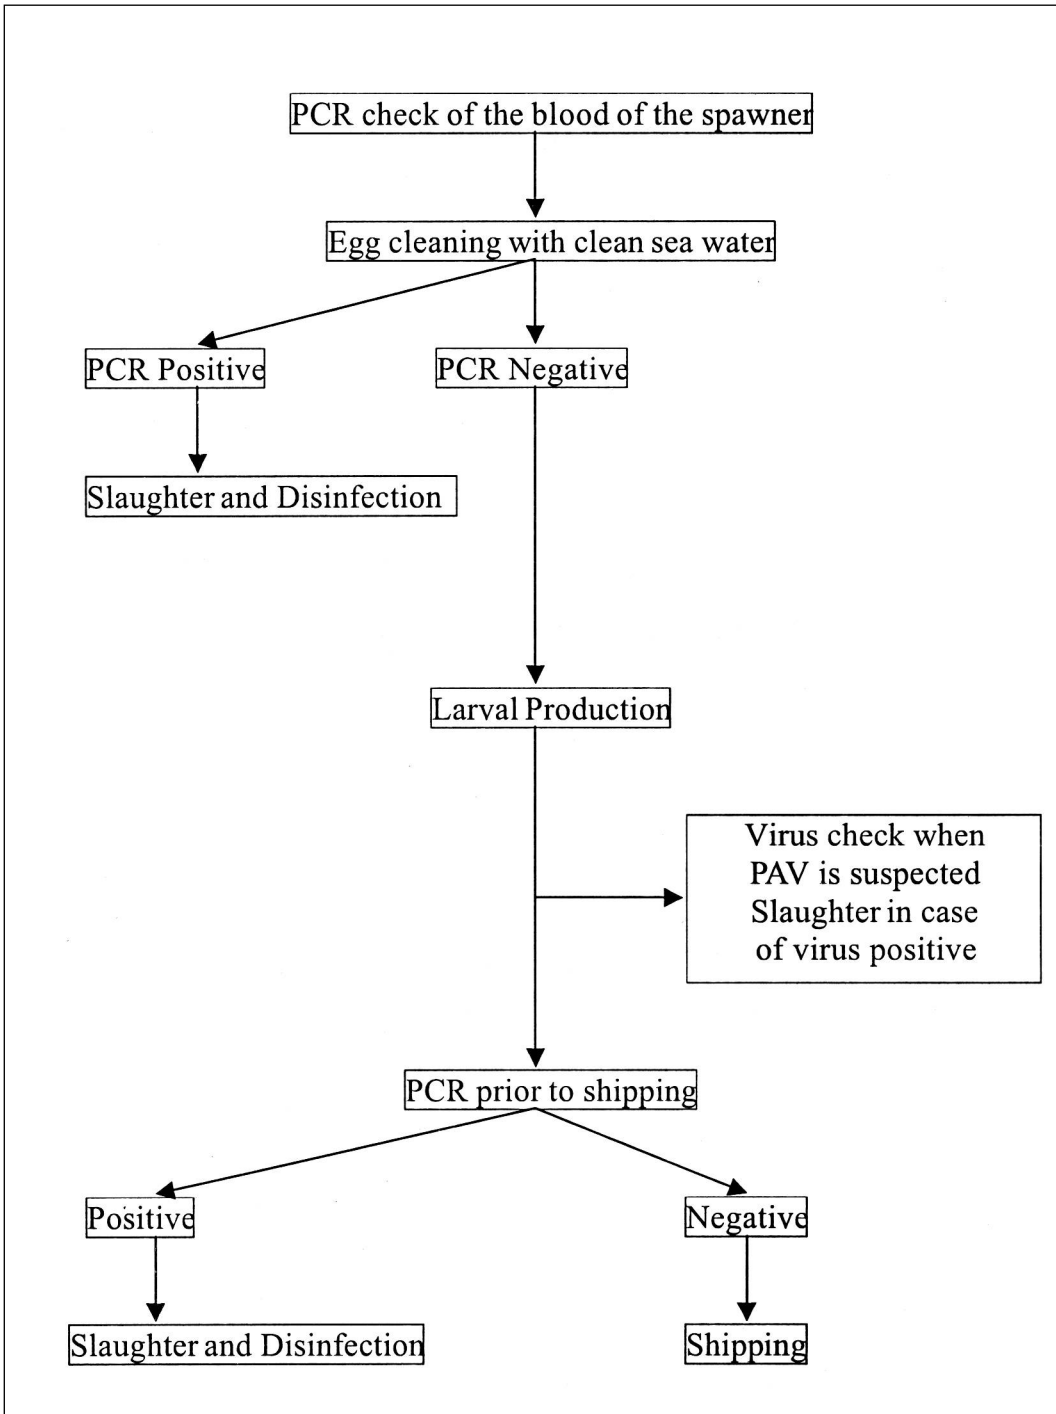 PCR check of the blood of the spawner
Egg cleaning with clean sea water
PCR Positive
PCR Negative
Slaughter and Disinfection
Larval Production
Virus check when
PAV is suspected
Slaughter in case
of virus positive
PCR prior to shipping
Positive
Negative
Slaughter and Disinfection
Shipping